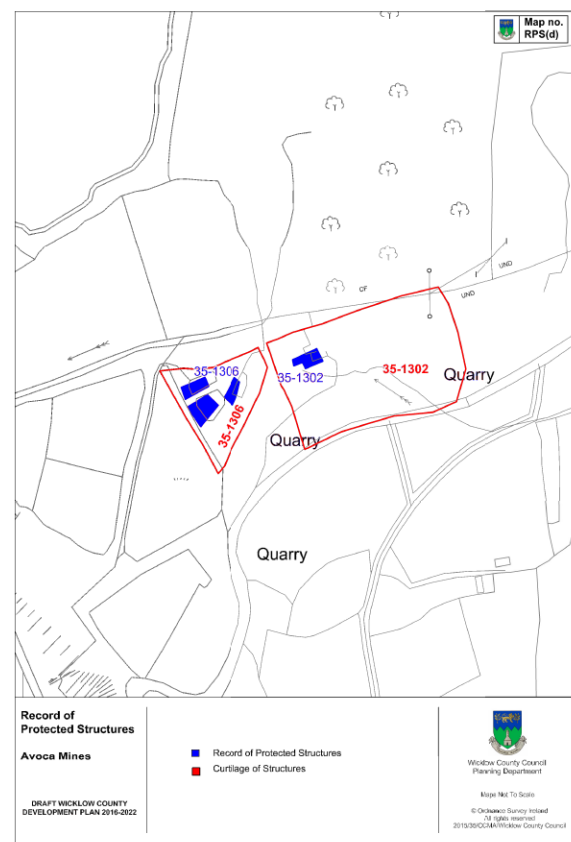 Map no.
RPS(d)
CF
UND
UND
35-1306
35-1302
35-1302
Quarry
35-1306
Quarry
Quarry
Record of
Protected Structures
Avoca Mines
DRAFT WICKLOW COUNTY
DEVELOPMENT PLAN 2016-2022
Record of Protected Structures
Curtilage of Structures
Wicklow County Council
Planning Department
Maps Not To Scale
© Ordnance Survey Ireland
All rights reserved
2015/35/CCMA/Wicklow County Council